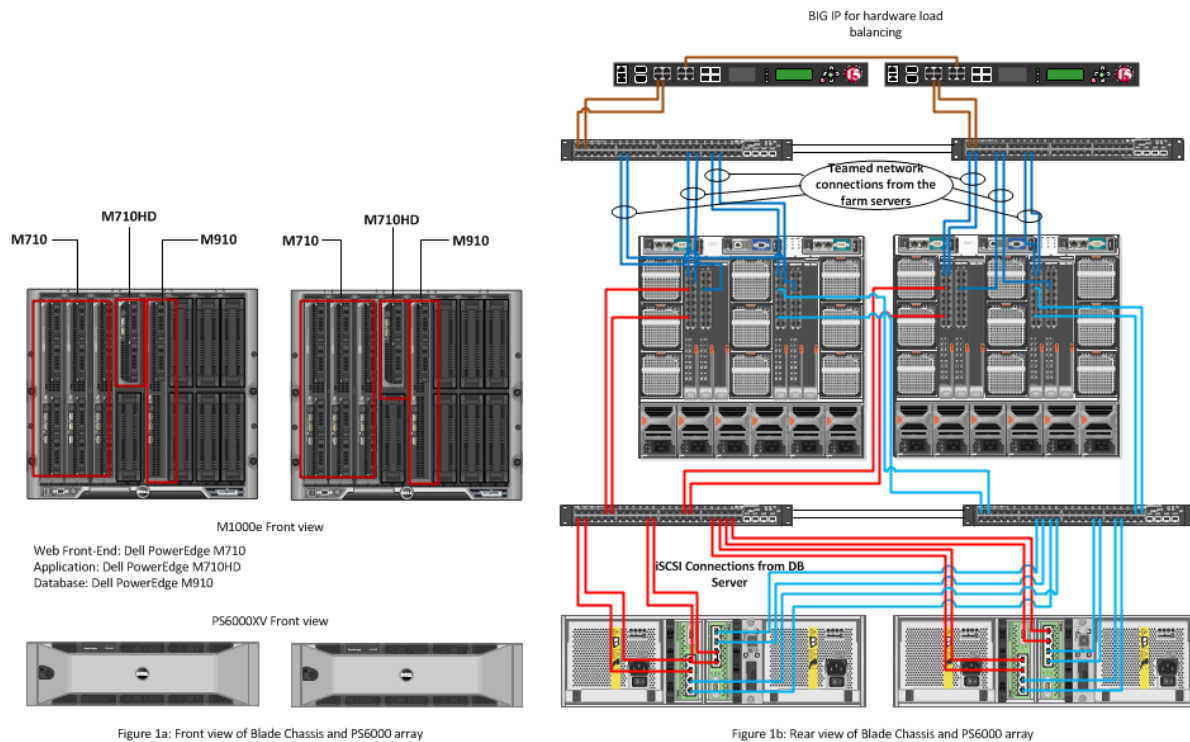 BIG IP for hardware load
balancing
Teamed network
connections from the
farm servers
M710HD
M710
M910
M710HD
M710
M910
M1000e Front view
Web Front-End: Dell PowerEdge M710
Application: Dell PowerEdge M710HD
Database: Dell PowerEdge M910
iSCSI Connections from DB
Server
PS6000XV Front view
Figure 1a: Front view of Blade Chassis and PS6000 array
Figure 1b: Rear view of Blade Chassis and PS6000 array